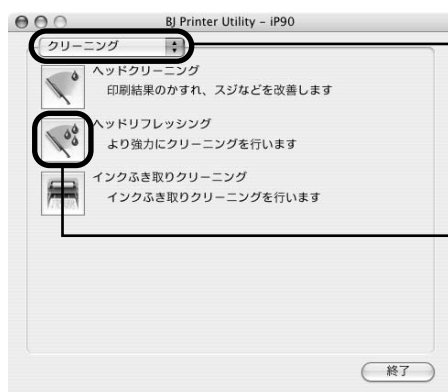 BJ Printer Utility – iP90
クリーニング
ヘッドクリーニング
印刷結果のかすれ、スジなどを改善します
ヘッドリフレッシング
より強力にクリーニングを行います
インクふき取りクリーニング
インクふき取りクリーニングを行います
終了